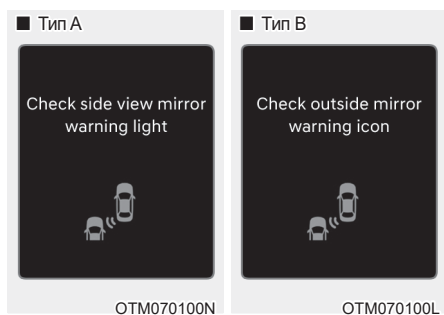 ■ Тип A
Check side view mirror
warning light
OTM070100N
■ Тип B
Check outside mirror
warning icon
OTM070100L